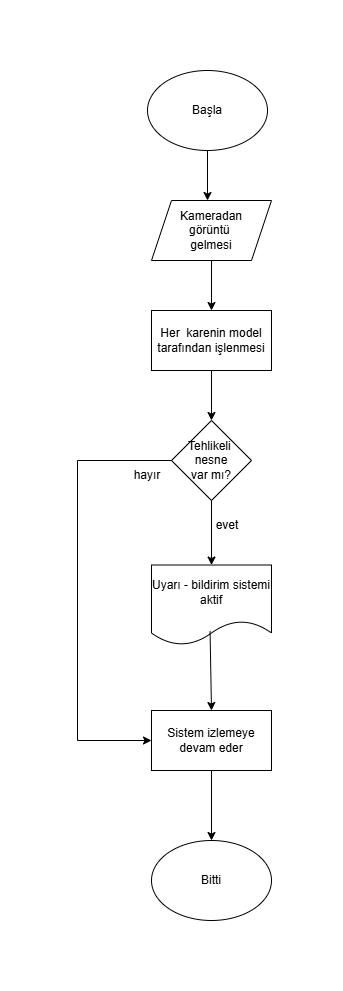 Başla
Kameradan
görüntü
gelmesi
Her karenin model
tarafından işlenmesi
Tehlikeli
nesne
var mı?
hayır
evet
Uyarı - bildirim sistemi
aktif
Sistem izlemeye
devam eder
Bitti